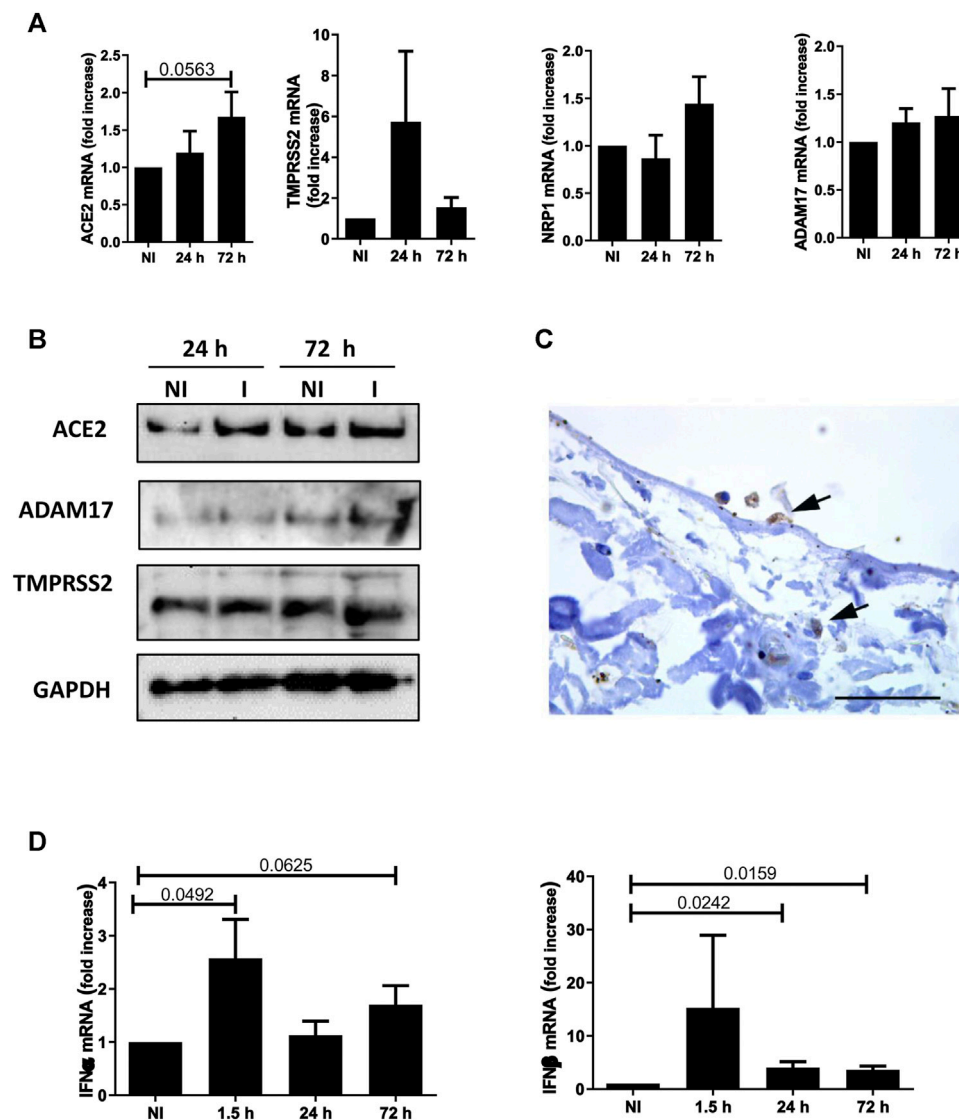 A
ACE2 mRNA (fold increase)
2.5
2.0
1.5
1.0
0.5
0.0
0.0563
NI 24 h 72 h
TMPRSS2 mRNA
(fold increase)
10
8
6
4
2
0
NI 24 h 72 h
NRP1 mRNA (fold increase)
2.0
1.5
1.0
0.5
0.0
NI 24 h 72 h
ADAM17 mRNA (fold increase)
2.0
1.5
1.0
0.5
0.0
NI 24 h 72 h
B
24 h 72 h
NI I NI I
ACE2
ADAM17
TMPRSS2
GAPDH
C
D
IFNα mRNA (fold increase)
4
3
2
1
0
0.0625
0.0492
NI 1.5 h 24 h 72 h
IFNβ mRNA (fold increase)
40
30
20
10
0
0.0159
0.0242
NI 1.5 h 24 h 72 h